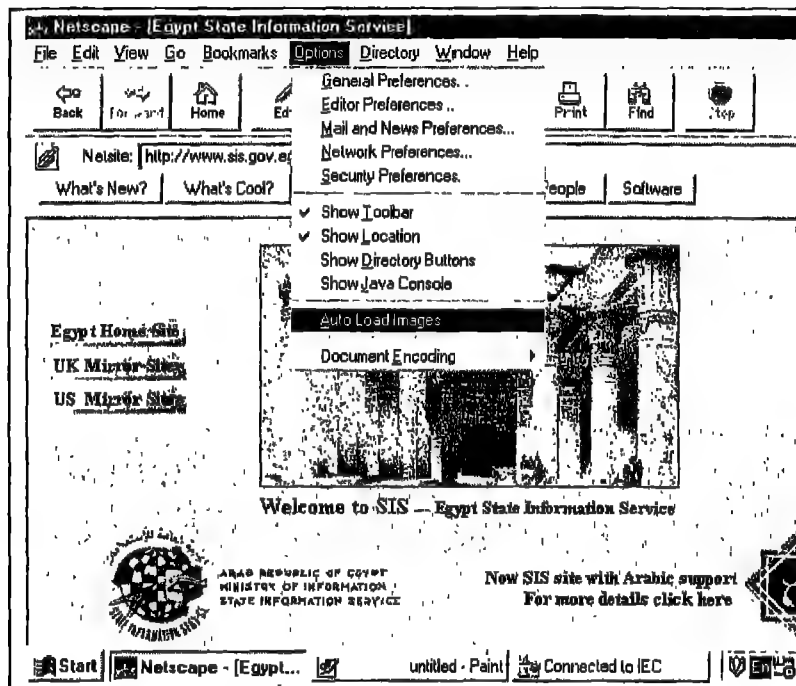 Netscape - [Egypt State Information Service]
File Edit View Go Bookmarks Options Directory Window Help
General Preferences..
Editor Preferences..
Mail and News Preferences...
Network Preferences...
Security Preferences.
Back Forward Home Print Find Stop
Netsite: http://www.sis.gov.eg
What's New? What's Cool? People Software
Show Toolbar
Show Location
Show Directory Buttons
Show Java Console
Auto Load Images
Document Encoding
Egypt Home Site
UK Mirror Site
US Mirror Site
Welcome to SIS - Egypt State Information Service
ARAB REPUBLIC OF EGYPT
MINISTRY OF INFORMATION
STATE INFORMATION SERVICE
STATE INFORMATION SERVICE
Now SIS site with Arabic support
For more details click here
Start Netscape - [Egypt... untitled - Paint Connected to IEC En